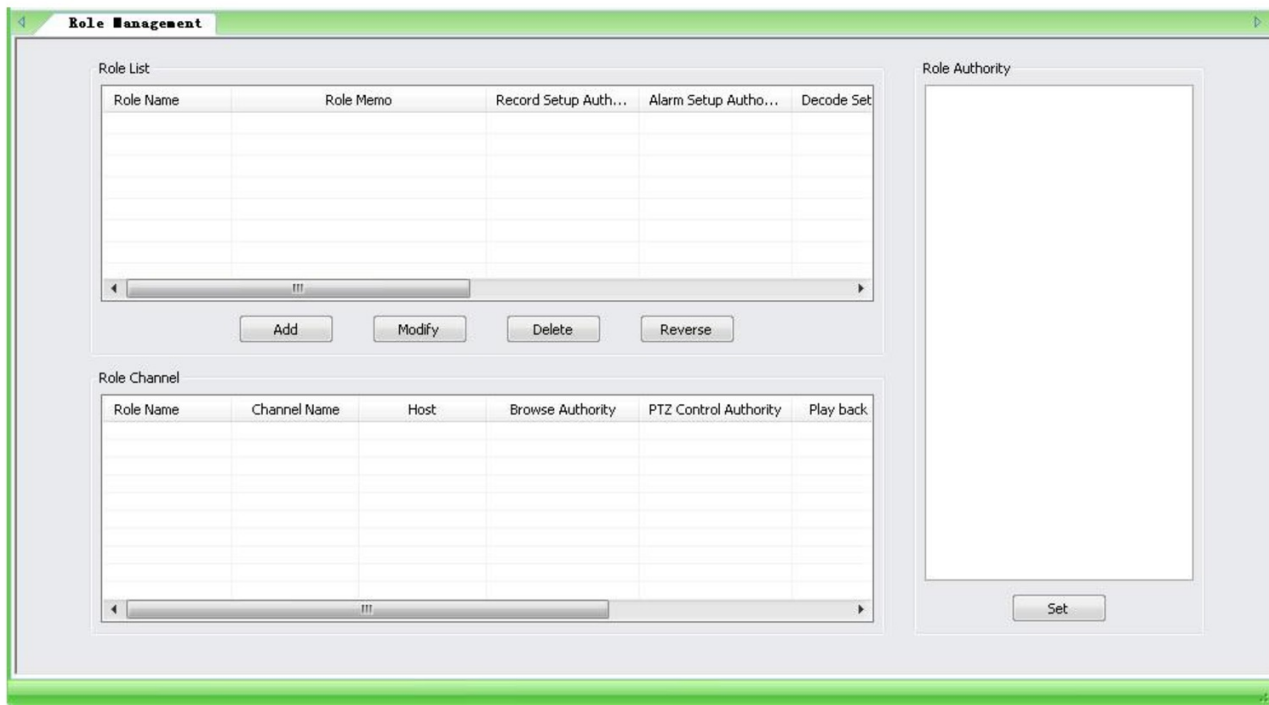 Role Management
Role List
Role Name Role Memo Record Setup Auth... Alarm Setup Autho... Decode Set
Add Modify Delete Reverse
Role Channel
Role Name Channel Name Host Browse Authority PTZ Control Authority Play back
Role Authority
Set